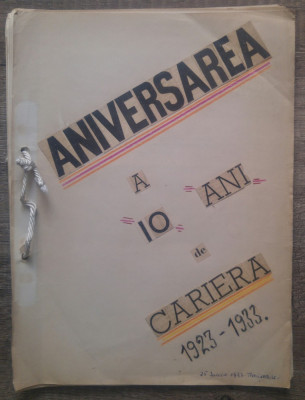 ANIVERSAREA
A
10 ANI
de
CARIERA
1923-1933.